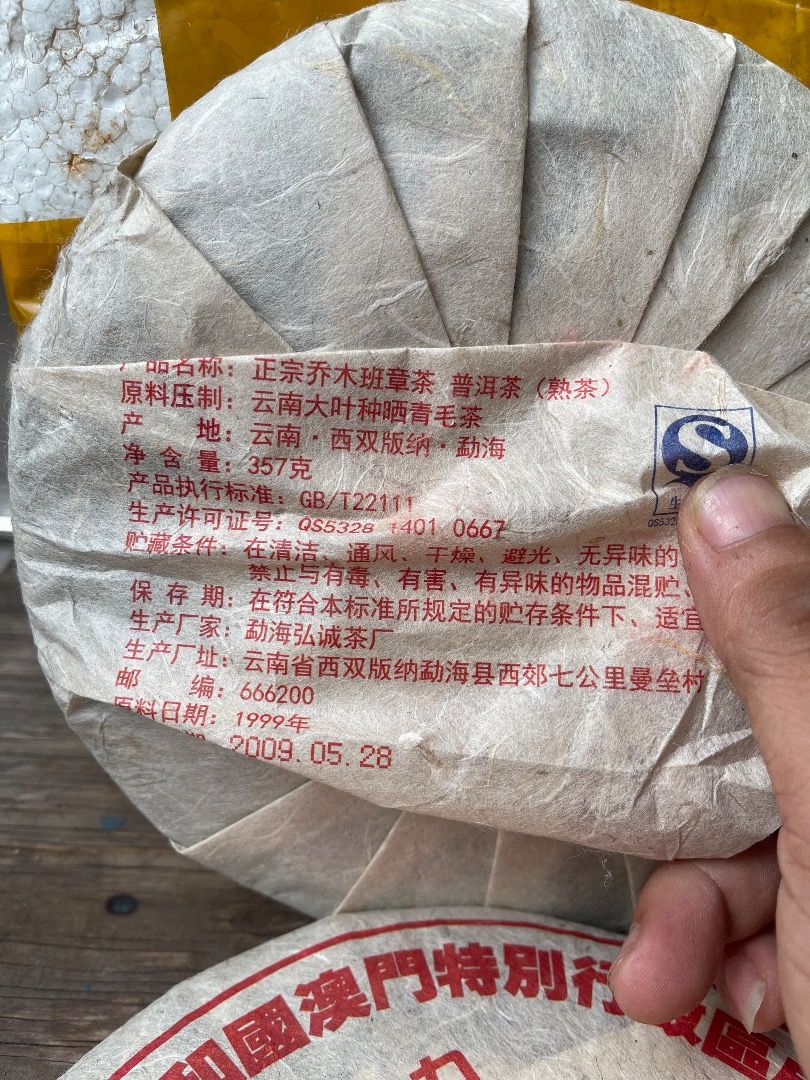 产品名称：正宗乔木班章茶 普洱茶（熟茶）
原料压制：云南大叶种晒青毛茶
产 地：云南·西双版纳·勐海
净 含 量：357克
产品执行标准：GB/T22111
生产许可证号：QS5328 1401 0667
贮藏条件：在清洁、通风、干燥、避光、无异味的
禁止与有毒、有害、有异味的物品混贮、
保 存 期：在符合本标准所规定的贮存条件下、适宜
生产厂家：勐海弘诚茶厂
生产厂址：云南省西双版纳勐海县西郊七公里曼垒村
邮 编：666200
原料日期：1999年
期：2009.05.28
S
QS532
和國澳門特別行政區